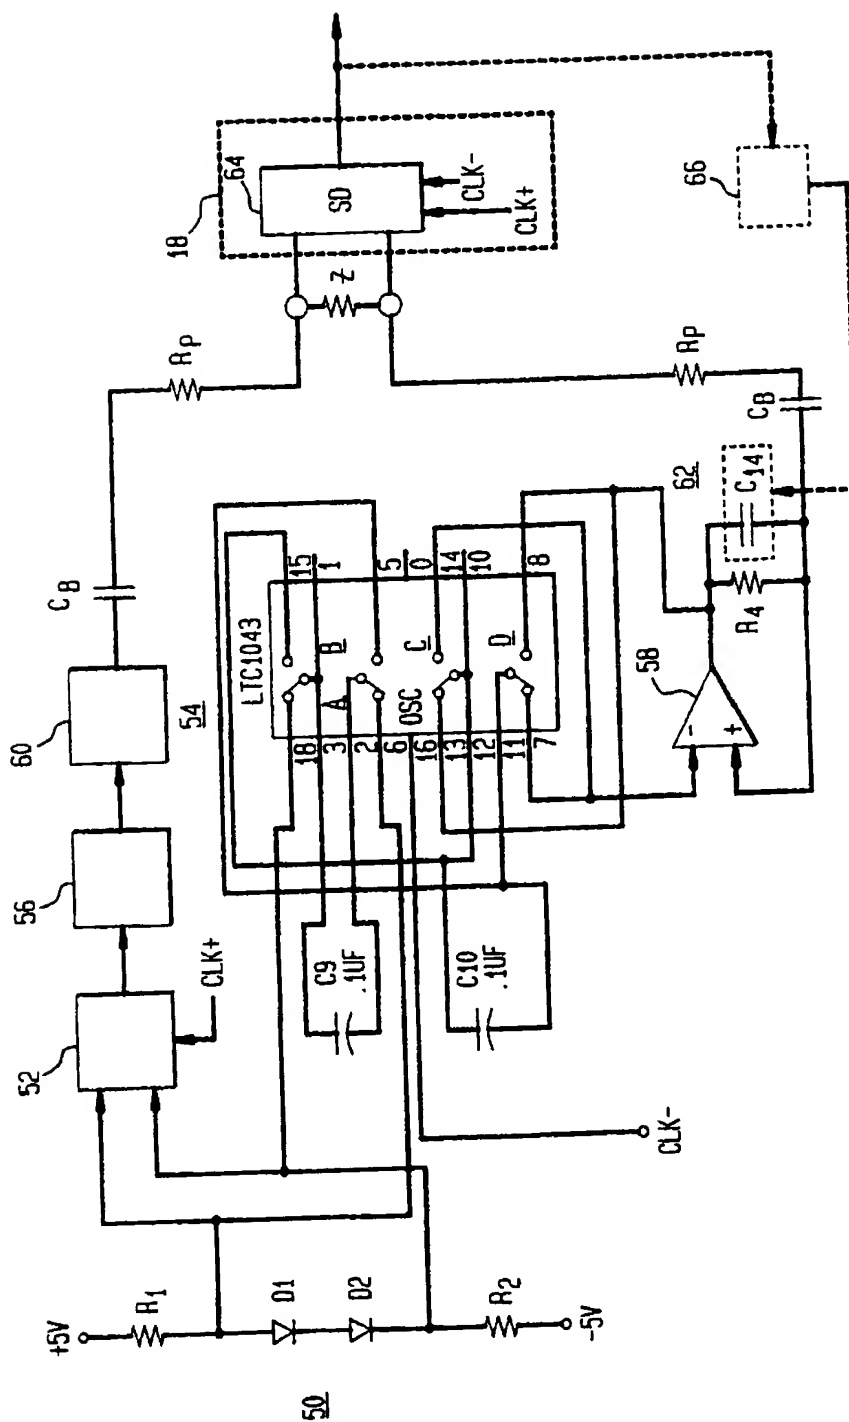 50
+5V
R1
D1
D2
R2
-5V
52
CLK+
56
60
54
CB
RP
18
64
SD
CLK+
CLK-
Z
66
C9
.1UF
C10
.1UF
CLK-
LTC1043
18
3
2
6
16
13
12
11
7
A
B
OSC
C
D
15
1
5
0
14
10
8
58
-
+
R4
62
C14
CB
RP